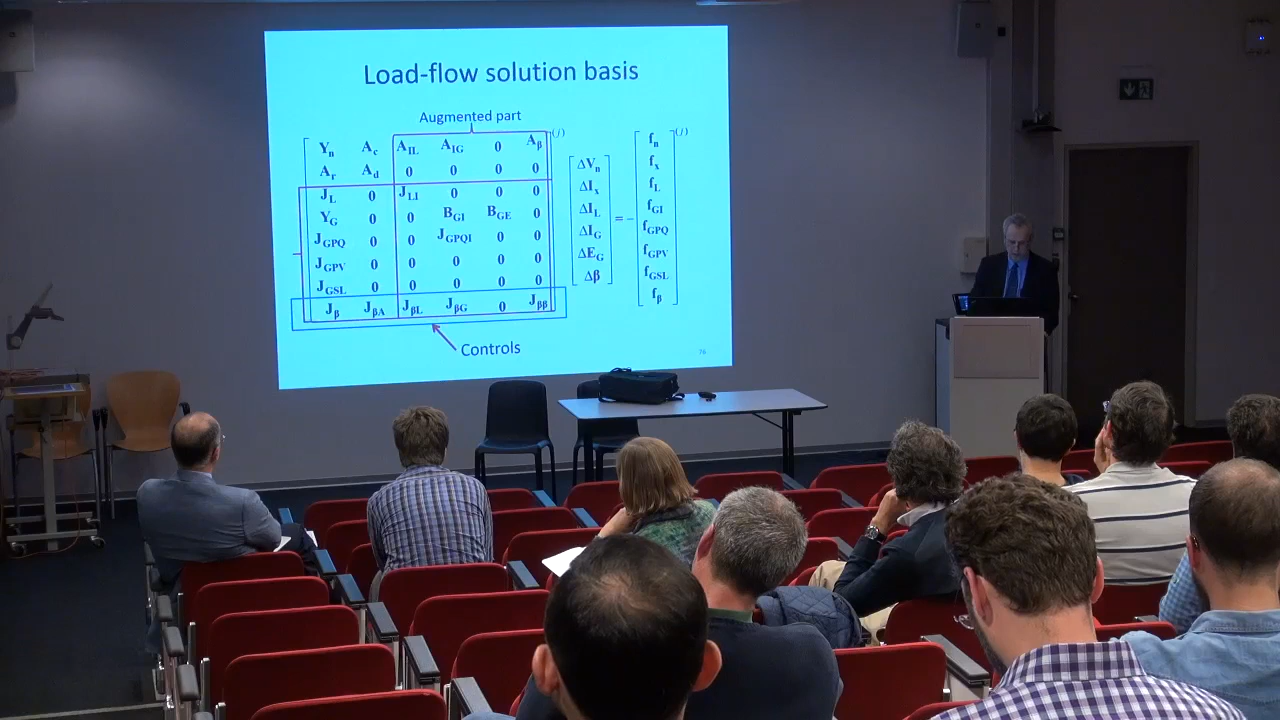 Load-flow solution basis
Augmented part
Yn Ac AIL AIG 0 Aβ (j)
Ar Ad 0 0 0 0
JL 0 JLI 0 0 0
YG 0 0 BGI BGE 0
JGPQ 0 0 JGPQI 0 0
JGPV 0 0 0 0 0
JGSL 0 0 0 0 0
Jβ JβA JβL JβG 0 Jββ
ΔVn
ΔIx
ΔIL
ΔIG
ΔEG
Δβ
= -
fn (j)
fx
fL
fGI
fGPQ
fGPV
fGSL
fβ
Controls
76